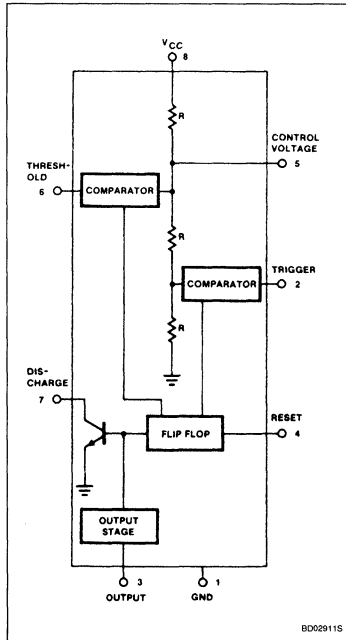 VCC
8
R
CONTROL
VOLTAGE
5
THRESH-
OLD
6
COMPARATOR
R
COMPARATOR
TRIGGER
2
R
DIS-
CHARGE
7
FLIP FLOP
RESET
4
OUTPUT
STAGE
3
OUTPUT
1
GND
BD02911S